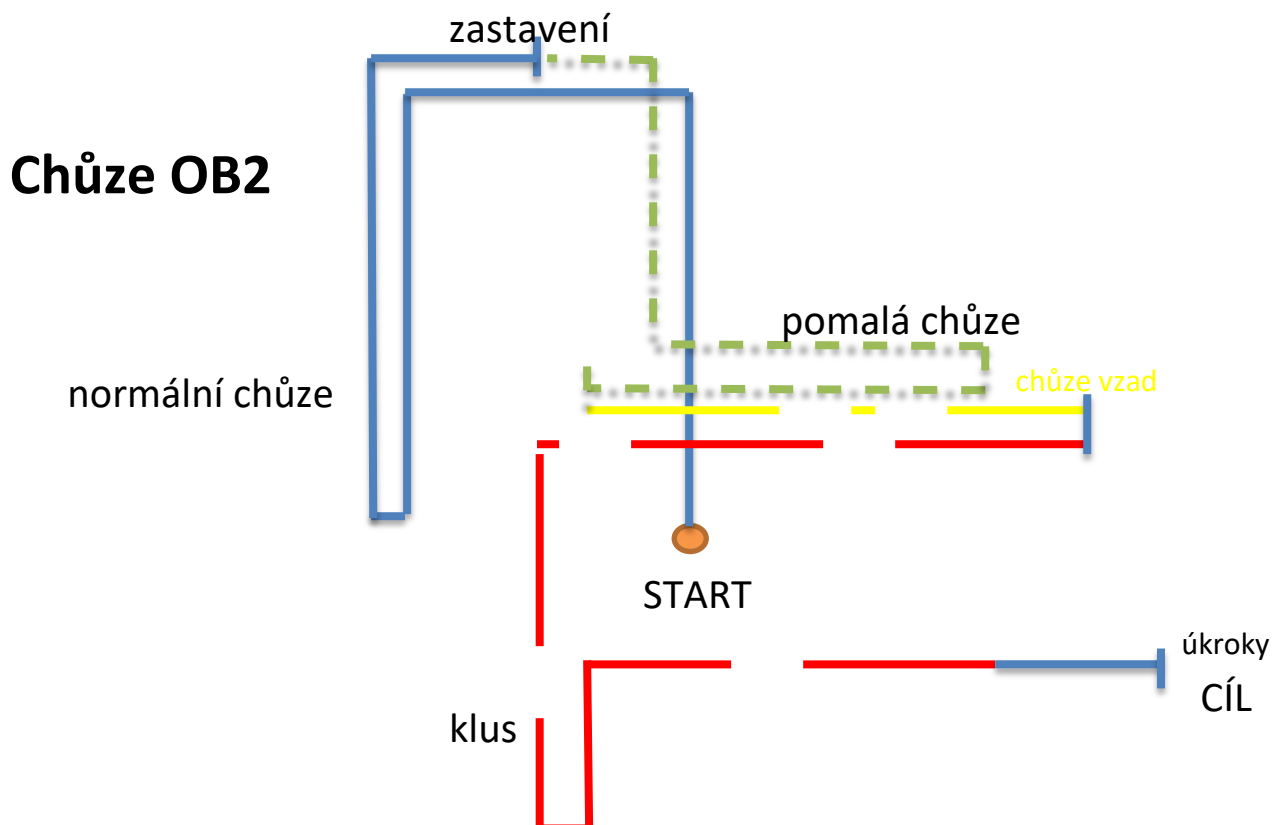 zastavení
Chůze OB2
pomalá chůze
normální chůze
chůze vzad
START
úkroky
CÍL
klus